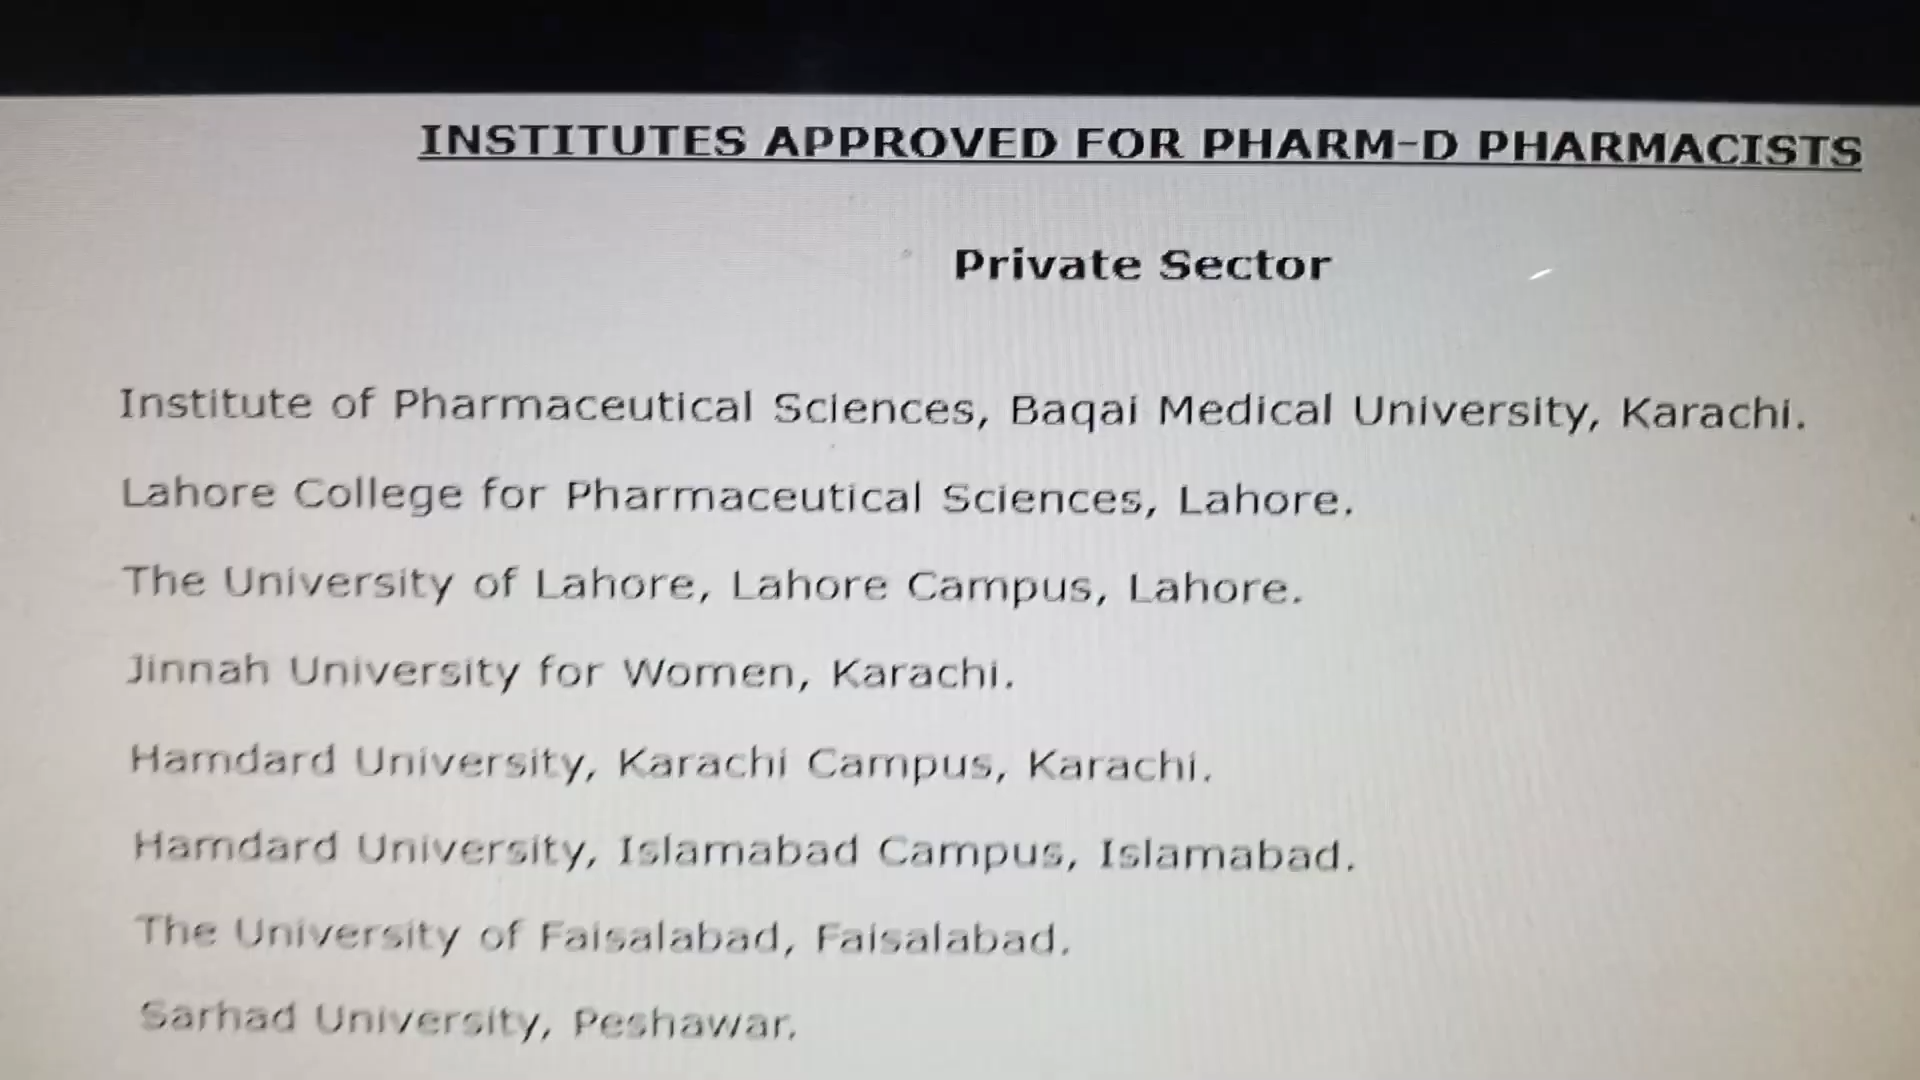 INSTITUTES APPROVED FOR PHARM-D PHARMACISTS
Private Sector
Institute of Pharmaceutical Sciences, Baqai Medical University, Karachi.
Lahore College for Pharmaceutical Sciences, Lahore.
The University of Lahore, Lahore Campus, Lahore.
Jinnah University for Women, Karachi.
Hamdard University, Karachi Campus, Karachi.
Hamdard University, Islamabad Campus, Islamabad.
The University of Faisalabad, Faisalabad.
Sarhad University, Peshawar.